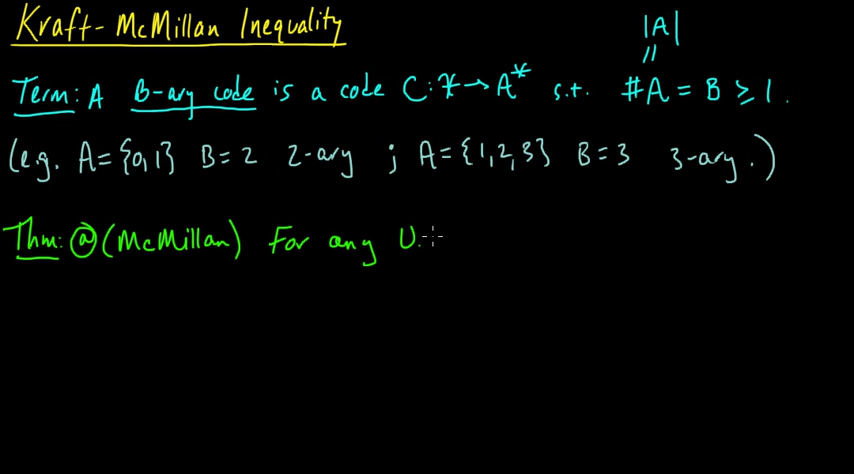 Kraft-McMillan Inequality
|A|
||
Term: A B-ary code is a code C: 𝒳 → A* s.t. #A = B ≥ 1.
(e.g. A = {0,1} B = 2 2-ary ; A = {1,2,3} B = 3 3-ary.)
Thm: ⓐ (McMillan) For any U.